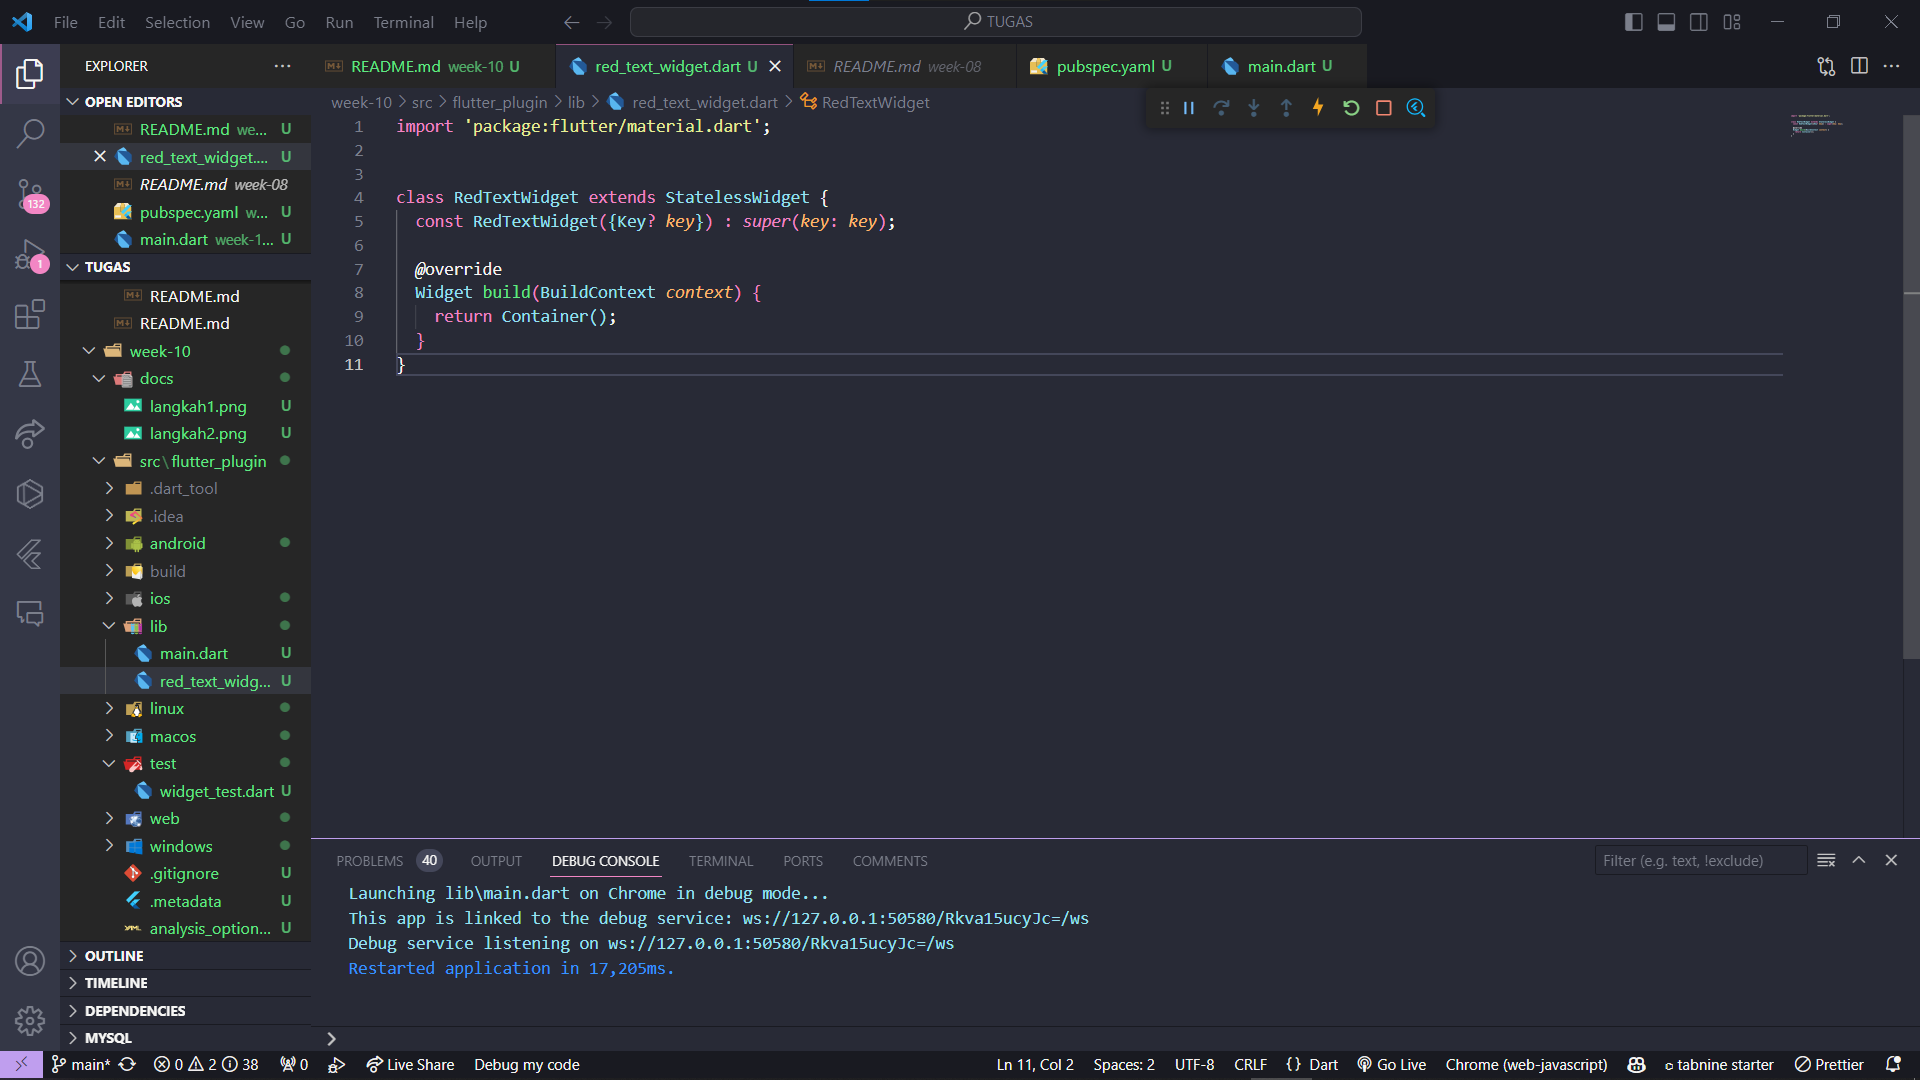 File Edit Selection View Go Run Terminal Help
TUGAS
EXPLORER
README.md week-10 U
red_text_widget.dart U
README.md week-08
pubspec.yaml U
main.dart U
OPEN EDITORS
README.md we... U
red_text_widget.... U
README.md week-08
pubspec.yaml w... U
main.dart week-1... U
TUGAS
README.md
README.md
week-10
docs
langkah1.png U
langkah2.png U
src\flutter_plugin
.dart_tool
.idea
android
build
ios
lib
main.dart U
red_text_widg... U
linux
macos
test
widget_test.dart U
web
windows
.gitignore U
.metadata U
analysis_option... U
OUTLINE
TIMELINE
DEPENDENCIES
MYSQL
132
1
week-10 > src > flutter_plugin > lib > red_text_widget.dart > RedTextWidget
1 import 'package:flutter/material.dart';
2
3
4 class RedTextWidget extends StatelessWidget {
5 const RedTextWidget({Key? key}) : super(key: key);
6
7 @override
8 Widget build(BuildContext context) {
9 return Container();
10 }
11 }
PROBLEMS 40 OUTPUT DEBUG CONSOLE TERMINAL PORTS COMMENTS
Filter (e.g. text, !exclude)
Launching lib\main.dart on Chrome in debug mode...
This app is linked to the debug service: ws://127.0.0.1:50580/Rkva15ucyJc=/ws
Debug service listening on ws://127.0.0.1:50580/Rkva15ucyJc=/ws
Restarted application in 17,205ms.
main* 0 2 38 0 Live Share Debug my code
Ln 11, Col 2 Spaces: 2 UTF-8 CRLF {} Dart Go Live Chrome (web-javascript) tabnine starter Prettier